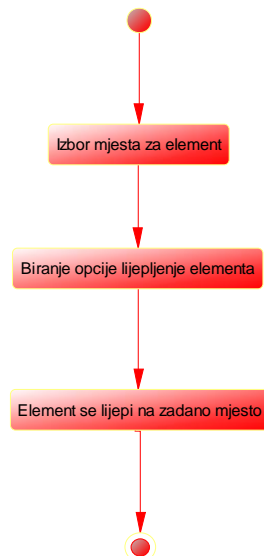 Izbor mjesta za element
Biranje opcije lijepljenje elementa
Element se lijepi na zadano mjesto